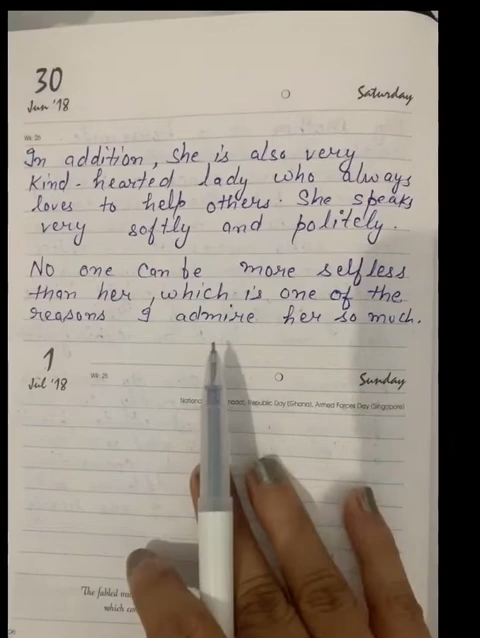 30
Jun '18
Saturday
Wk 26
In addition, she is also very
kind-hearted lady who always
loves to help others. She speaks
very softly and politely.
No one can be more selfless
than her, which is one of the
reasons I admire her so much.
1
Jul '18
Wk 26
Sunday
National Republic Day (Ghana), Armed Forces Day (Singapore)
The fabled
which